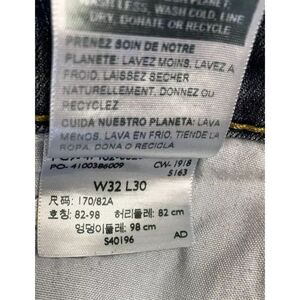 LESS, WASH COLD, LINE
DRY, DONATE OR RECYCLE
PRENEZ SOIN DE NOTRE
PLANETE: LAVEZ MOINS, LAVEZ A
FROID, LAISSEZ SECHER
NATURELLEMENT, DONNEZ OU
RECYCLEZ
CUIDA NUESTRO PLANETA: LAVA
MENOS, LAVA EN FRIO, TIENDE LA
ROPA, DONA O RECICLA
CW- 1918
PO- 4100386009
5163
W32 L30
尺码: 170/82A
호칭: 82-98 허리둘레: 82 cm
엉덩이둘레: 98 cm
S40196 AD